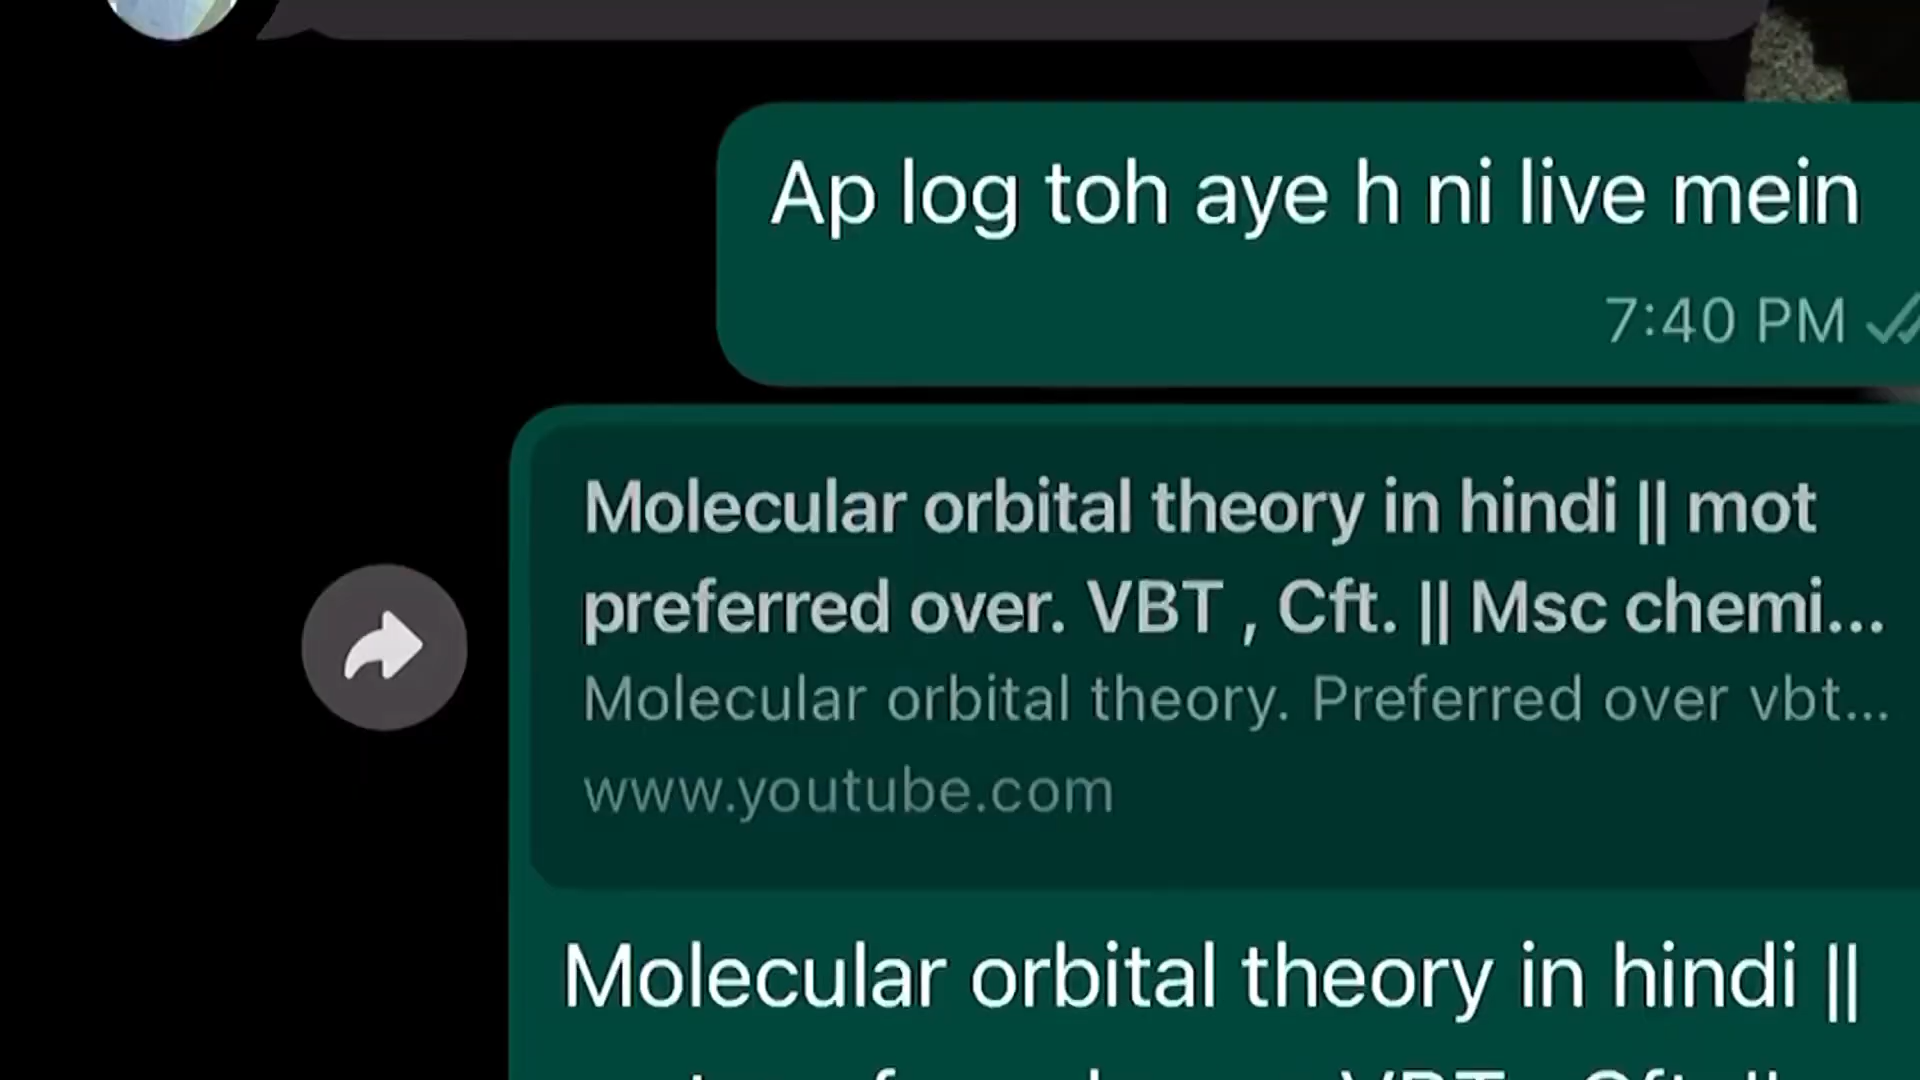 Ap log toh aye h ni live mein
7:40 PM
Molecular orbital theory in hindi || mot
preferred over. VBT , Cft. || Msc chemi...
Molecular orbital theory. Preferred over vbt...
www.youtube.com
Molecular orbital theory in hindi ||